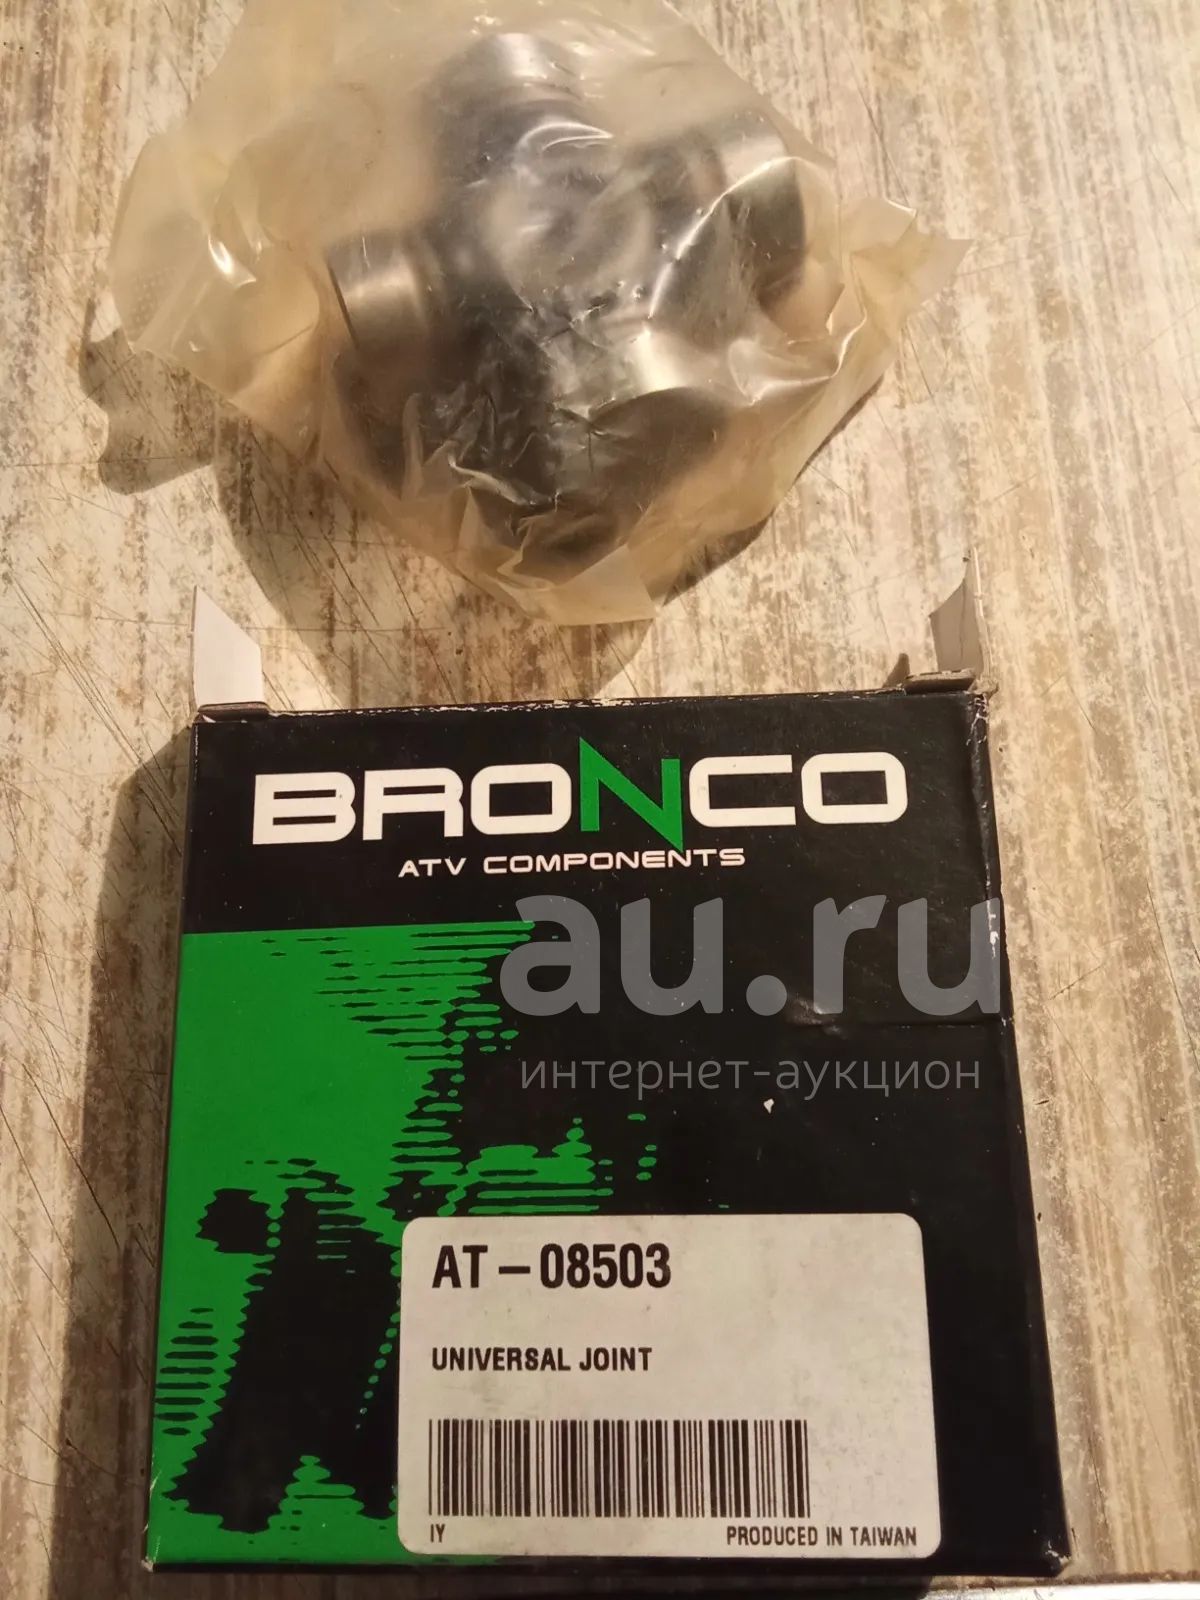 BRONCO
ATV COMPONENTS
au.ru
интернет-аукцион
AT-08503
UNIVERSAL JOINT
IY PRODUCED IN TAIWAN